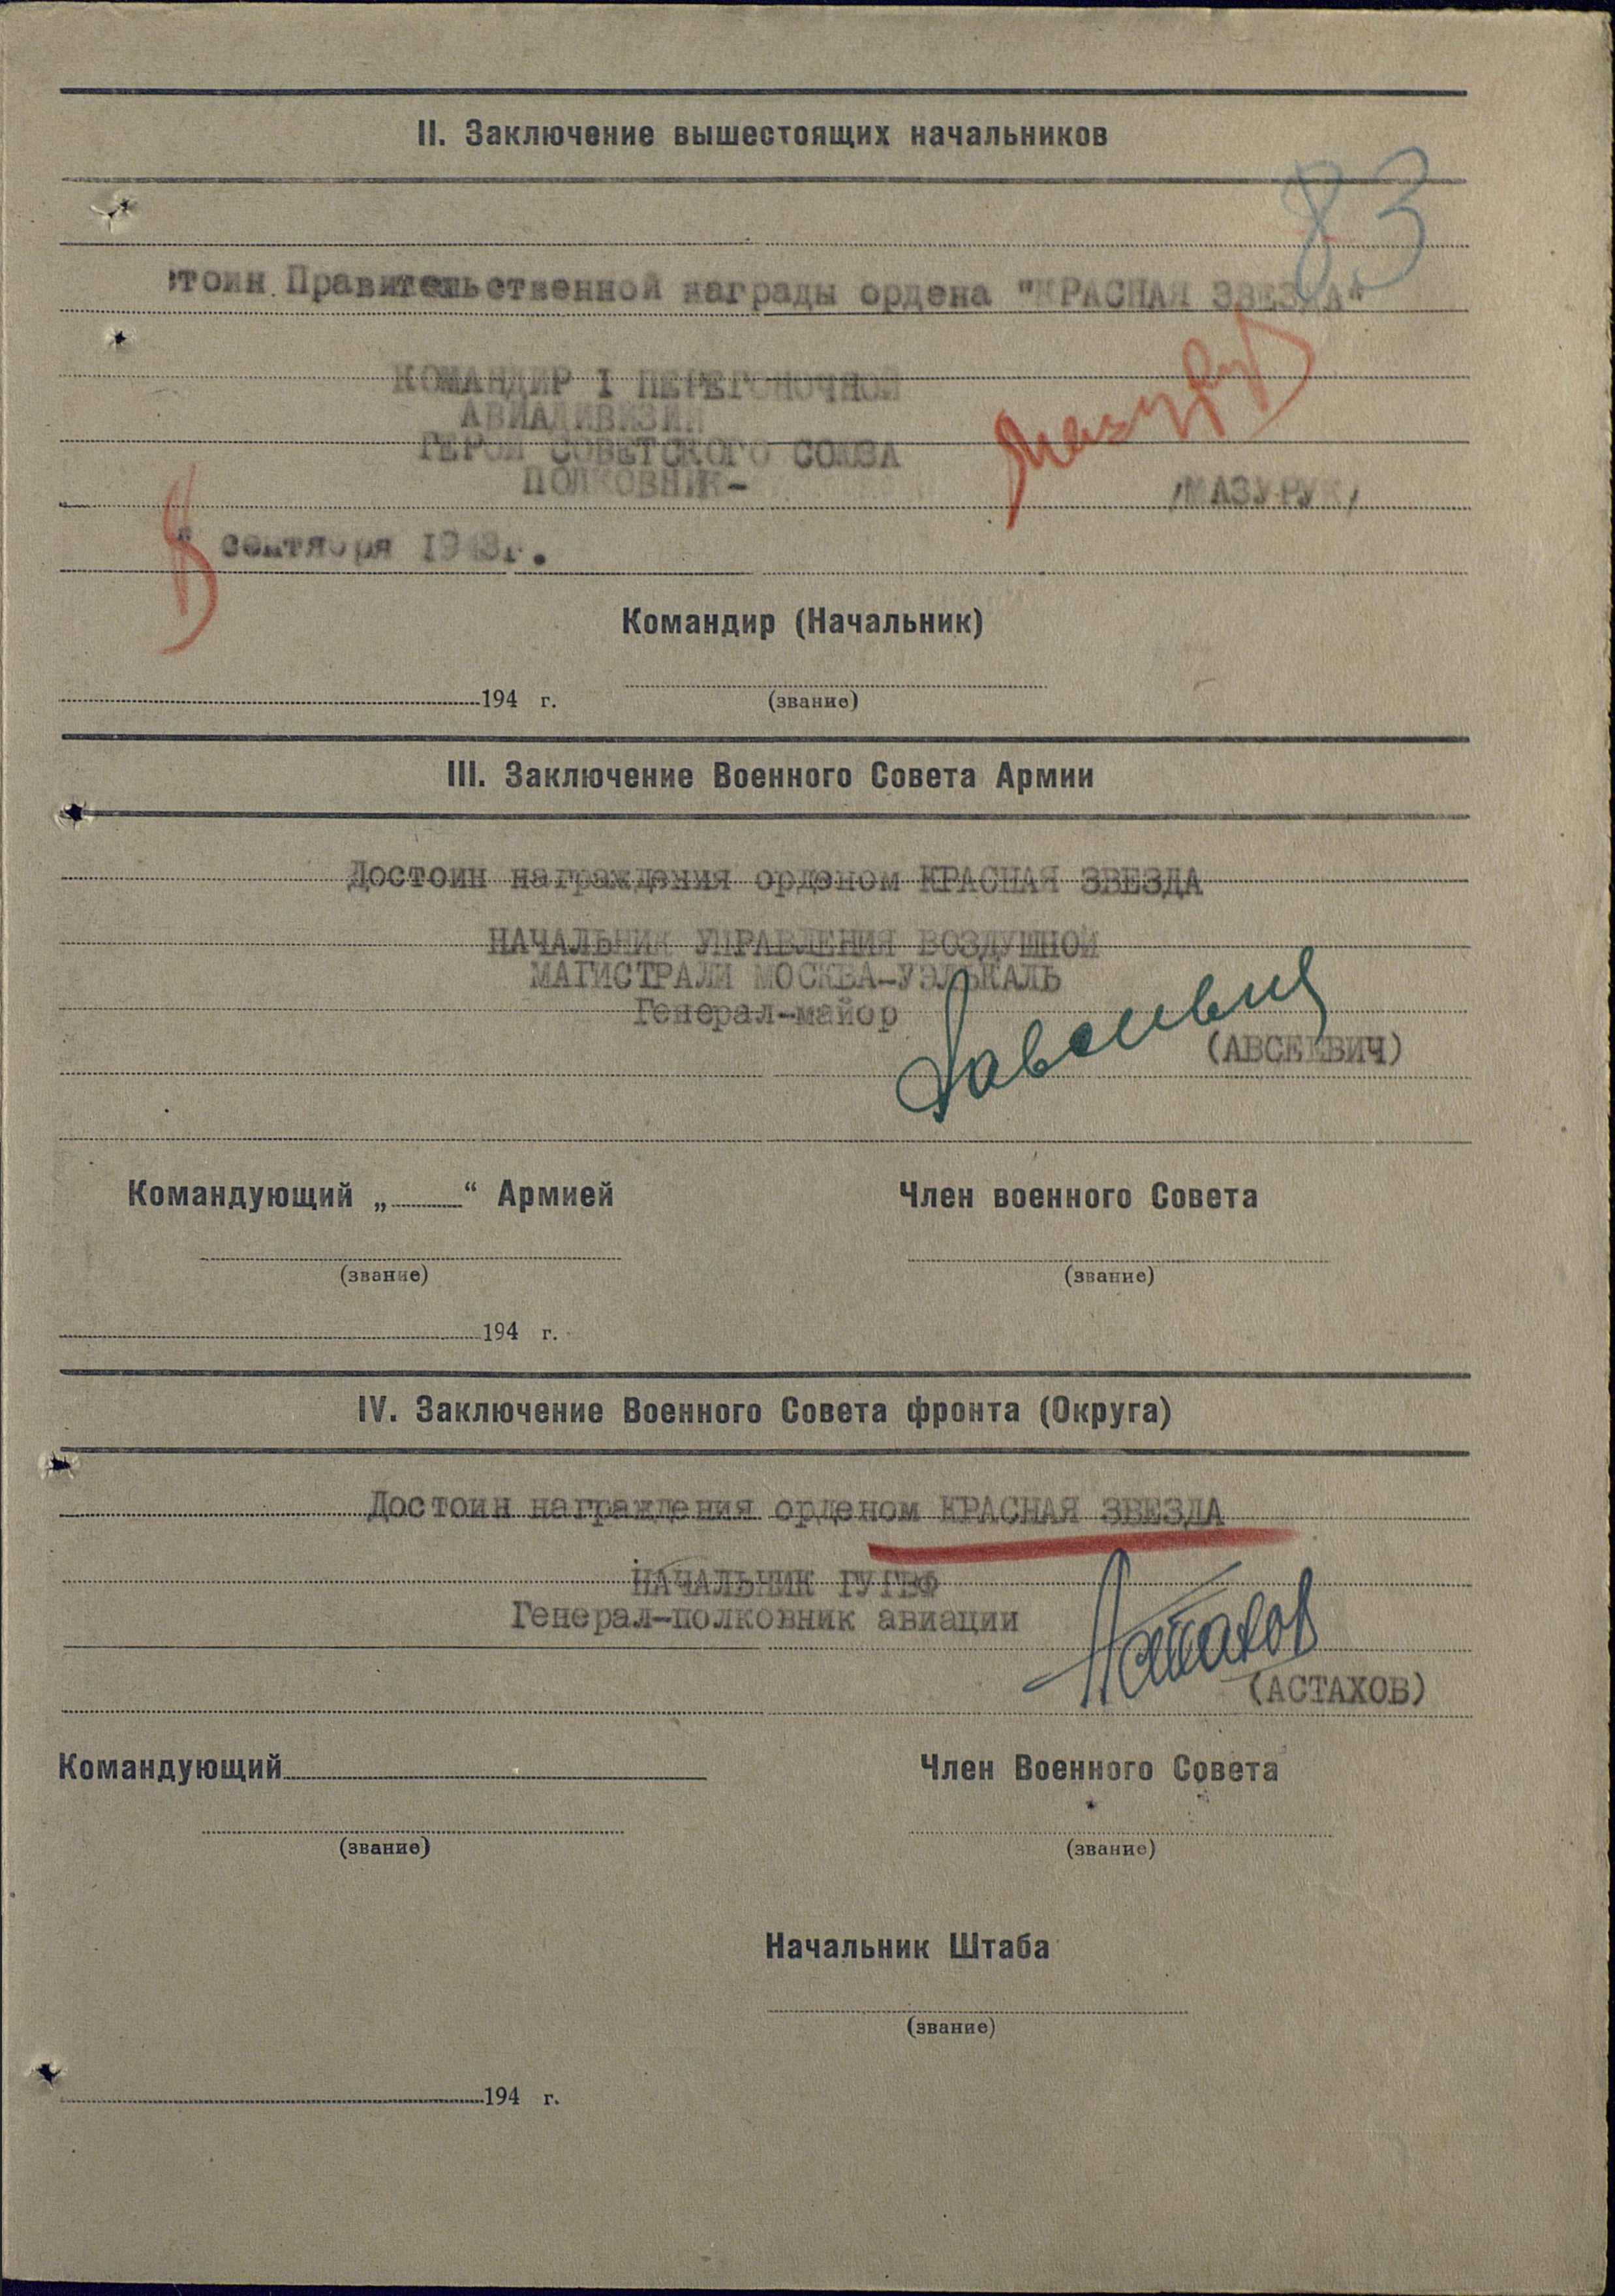 II. Заключение вышестоящих начальников
83
тоин Правительственной награды ордена "КРАСНАЯ ЗВЕЗДА"
КОМАНДИР I ПЕРЕГОНОЧНОЙ
АВИАДИВИЗИИ
ГЕРОЙ СОВЕТСКОГО СОЮЗА
ПОЛКОВНИК-
/МАЗУРУК/
" сентября 1943г.
Командир (Начальник)
194 г.
(звание)
III. Заключение Военного Совета Армии
Достоин награждения орденом КРАСНАЯ ЗВЕЗДА
НАЧАЛЬНИК УПРАВЛЕНИЯ ВОЗДУШНОЙ
МАГИСТРАЛИ МОСКВА-УЭЛЬКАЛЬ
Генерал-майор
(АВСЕЕВИЧ)
Командующий „ “ Армией Член военного Совета
(звание) (звание)
194 г.
IV. Заключение Военного Совета фронта (Округа)
Достоин награждения орденом КРАСНАЯ ЗВЕЗДА
НАЧАЛЬНИК ГУГВФ
Генерал-полковник авиации
Астахов
(АСТАХОВ)
Командующий Член Военного Совета
(звание) (звание)
Начальник Штаба
(звание)
194 г.